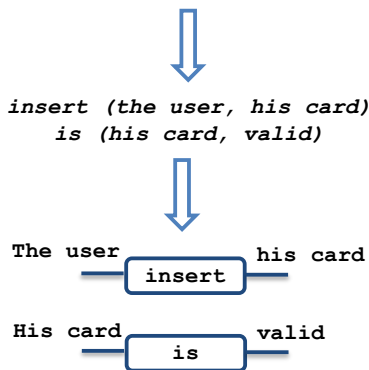 insert (the user, his card)
is (his card, valid)
The user his card
insert
His card valid
is